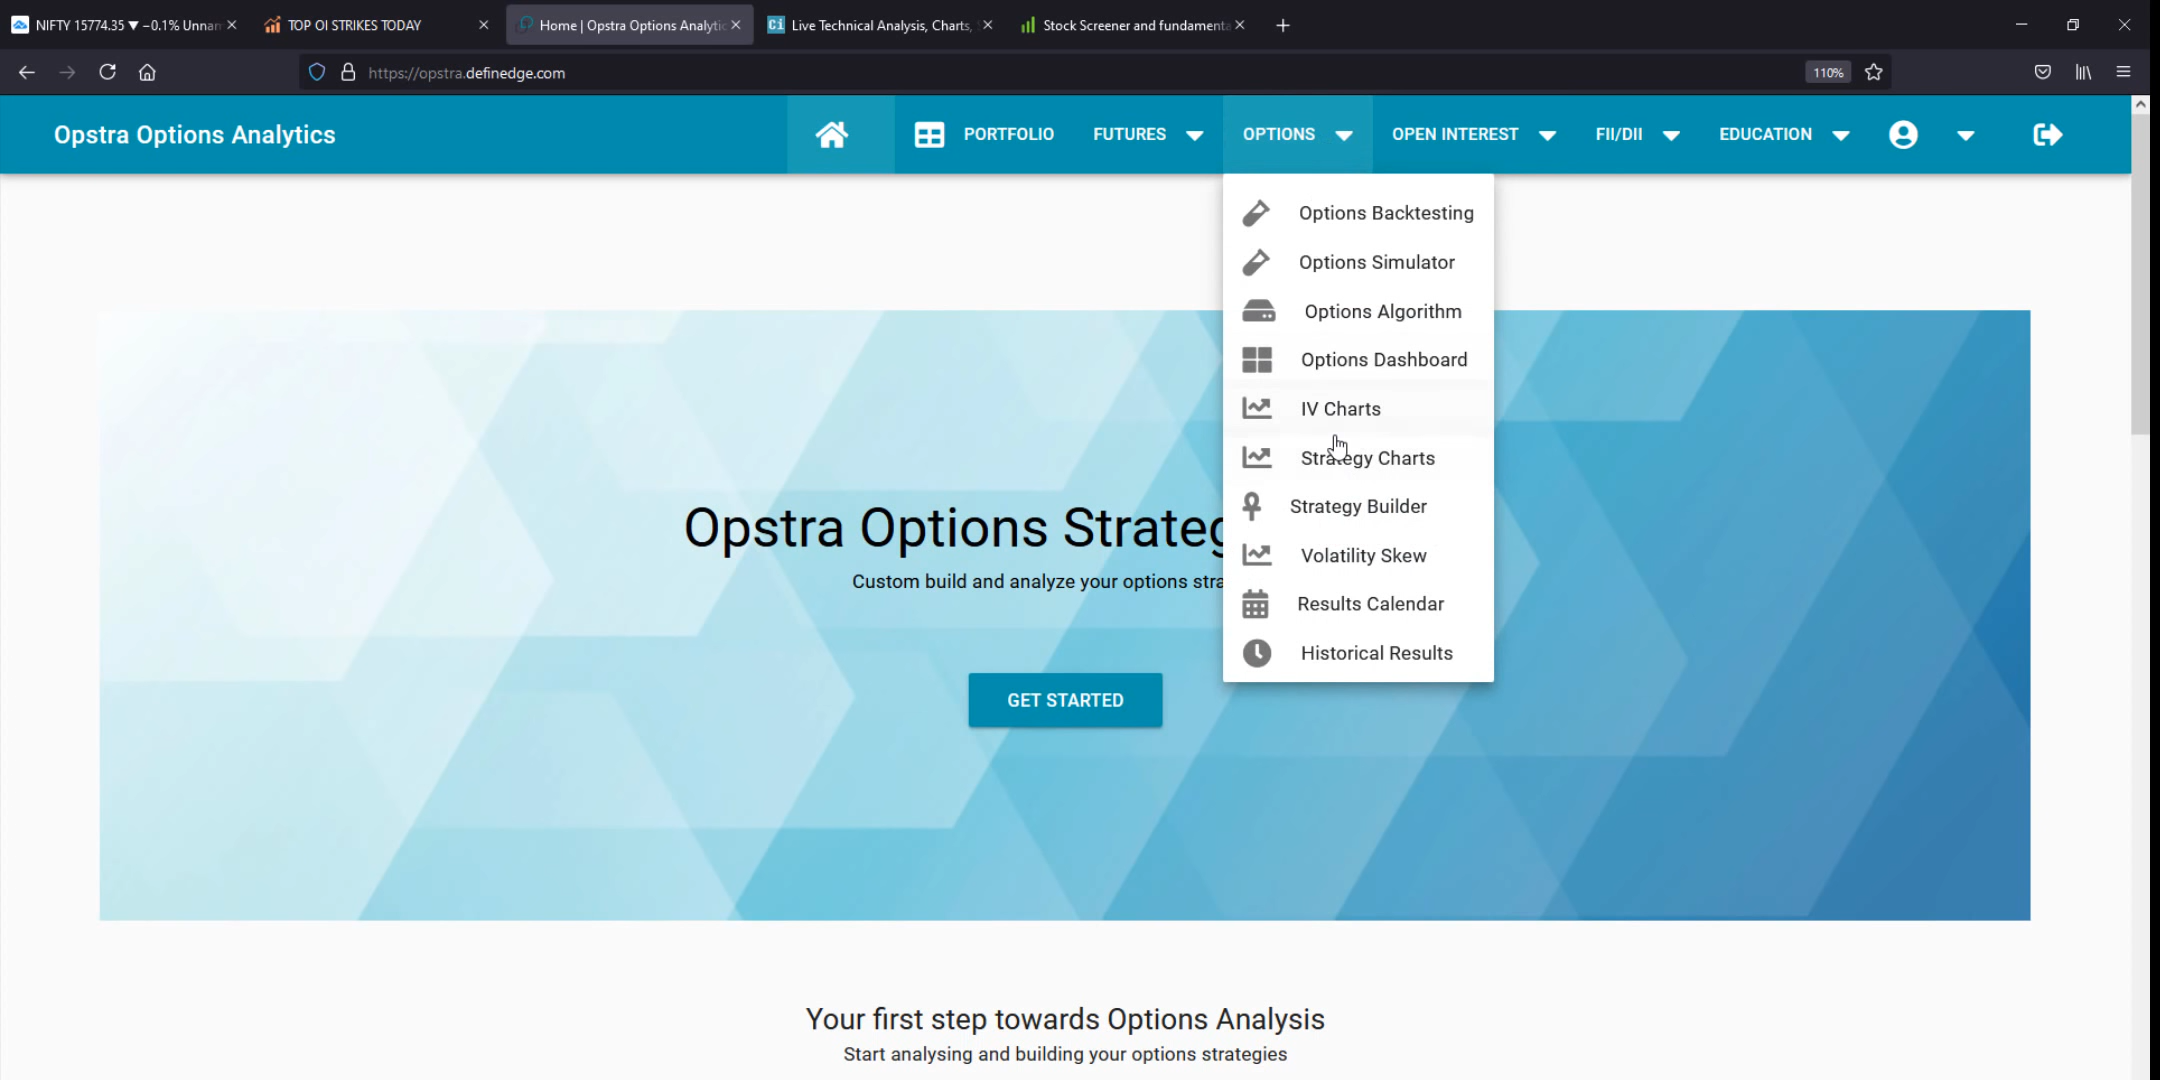 NIFTY 15774.35 ▼ −0.1% Unnam
TOP OI STRIKES TODAY
Home | Opstra Options Analytic
Ci Live Technical Analysis, Charts, S
Stock Screener and fundamenta
https://opstra.definedge.com
110%
Opstra Options Analytics
PORTFOLIO
FUTURES
OPTIONS
OPEN INTEREST
FII/DII
EDUCATION
Options Backtesting
Options Simulator
Options Algorithm
Options Dashboard
IV Charts
Strategy Charts
Strategy Builder
Volatility Skew
Results Calendar
Historical Results
Opstra Options Strateg
Custom build and analyze your options stra
GET STARTED
Your first step towards Options Analysis
Start analysing and building your options strategies